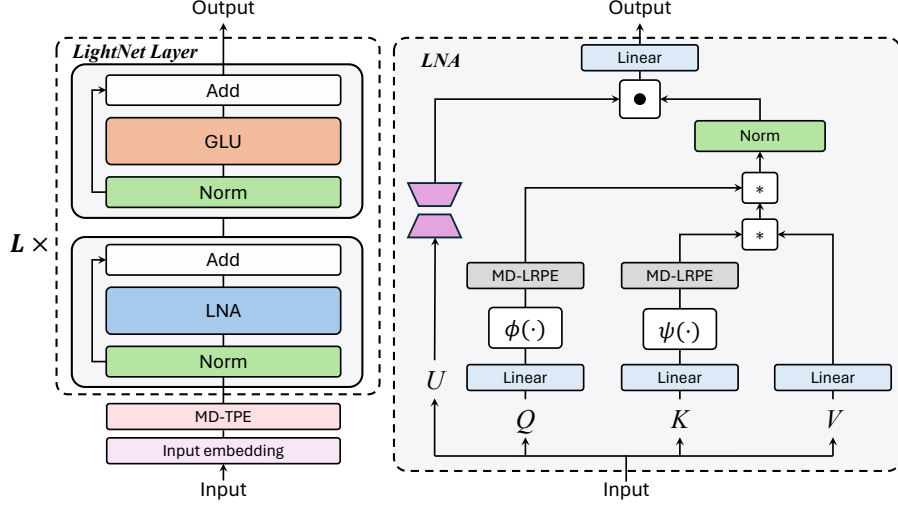 Output
LightNet Layer
Add
GLU
Norm
L ×
Add
LNA
Norm
MD-TPE
Input embedding
Input
Output
LNA
Linear
Norm
*
*
MD-LRPE
MD-LRPE
ϕ(·)
ψ(·)
U
Linear
Linear
Linear
Q
K
V
Input